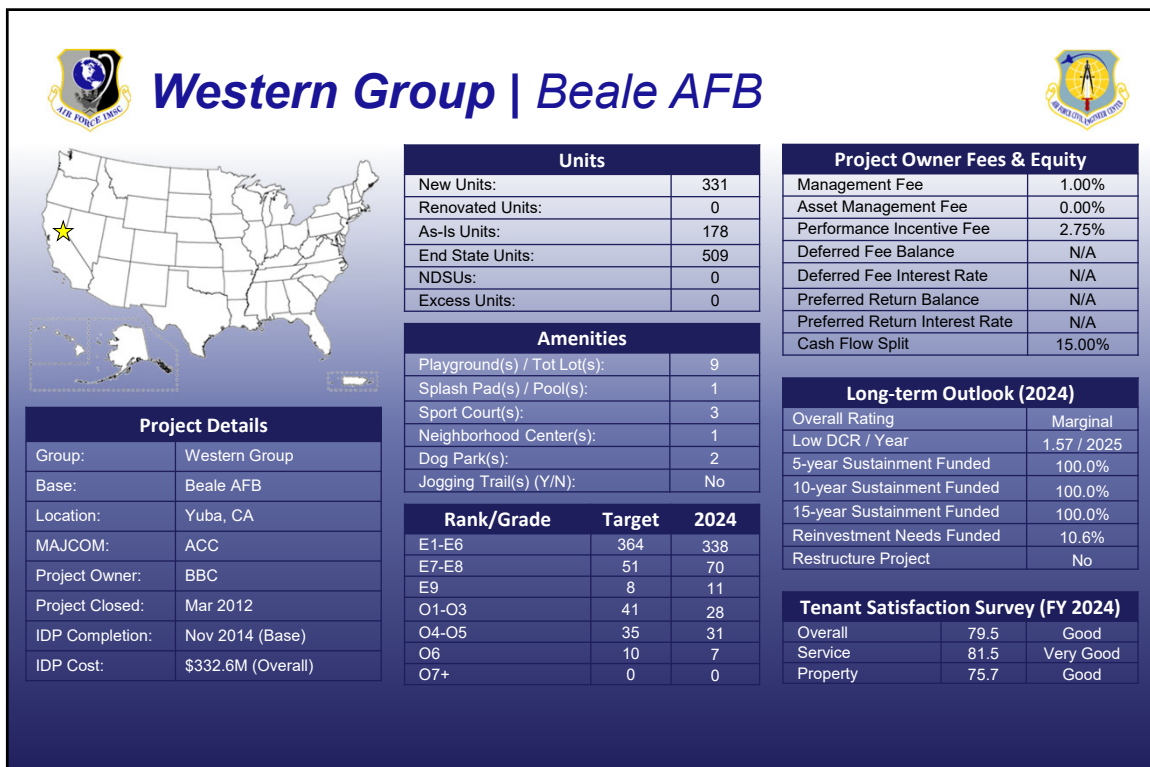 AIR FORCE IMSC
Western Group | Beale AFB
AIR FORCE CIVIL ENGINEER CENTER
Project Details
Group: Western Group
Base: Beale AFB
Location: Yuba, CA
MAJCOM: ACC
Project Owner: BBC
Project Closed: Mar 2012
IDP Completion: Nov 2014 (Base)
IDP Cost: $332.6M (Overall)
Units
New Units: 331
Renovated Units: 0
As-Is Units: 178
End State Units: 509
NDSUs: 0
Excess Units: 0
Amenities
Playground(s) / Tot Lot(s): 9
Splash Pad(s) / Pool(s): 1
Sport Court(s): 3
Neighborhood Center(s): 1
Dog Park(s): 2
Jogging Trail(s) (Y/N): No
Rank/Grade Target 2024
E1-E6 364 338
E7-E8 51 70
E9 8 11
O1-O3 41 28
O4-O5 35 31
O6 10 7
O7+ 0 0
Project Owner Fees & Equity
Management Fee 1.00%
Asset Management Fee 0.00%
Performance Incentive Fee 2.75%
Deferred Fee Balance N/A
Deferred Fee Interest Rate N/A
Preferred Return Balance N/A
Preferred Return Interest Rate N/A
Cash Flow Split 15.00%
Long-term Outlook (2024)
Overall Rating Marginal
Low DCR / Year 1.57 / 2025
5-year Sustainment Funded 100.0%
10-year Sustainment Funded 100.0%
15-year Sustainment Funded 100.0%
Reinvestment Needs Funded 10.6%
Restructure Project No
Tenant Satisfaction Survey (FY 2024)
Overall 79.5 Good
Service 81.5 Very Good
Property 75.7 Good